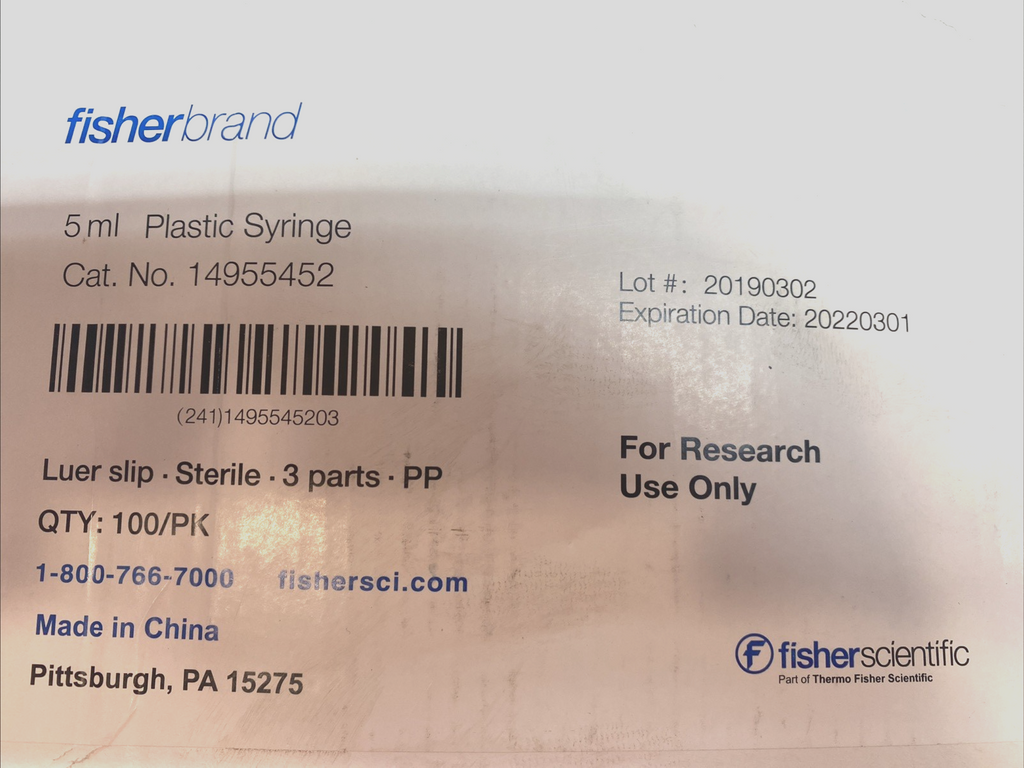 fisherbrand
5 ml Plastic Syringe
Cat. No. 14955452
(241)1495545203
Luer slip · Sterile · 3 parts · PP
QTY: 100/PK
1-800-766-7000 fishersci.com
Made in China
Pittsburgh, PA 15275
Lot #: 20190302
Expiration Date: 20220301
For Research
Use Only
F fisherscientific
Part of Thermo Fisher Scientific